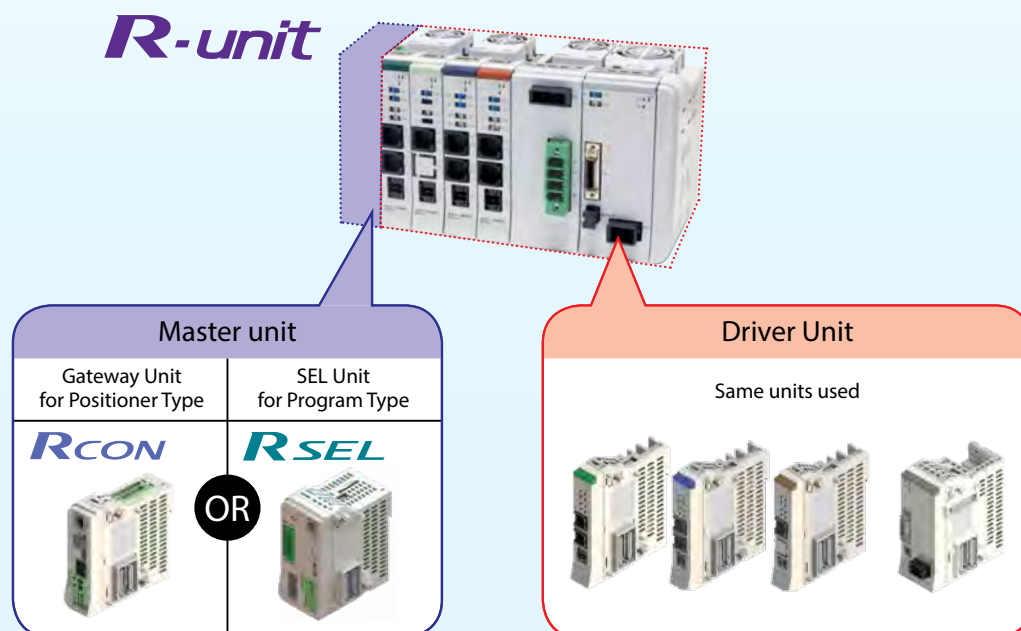 R-unit
Master unit
Gateway Unit
for Positioner Type
SEL Unit
for Program Type
RCON
OR
RSEL
Driver Unit
Same units used